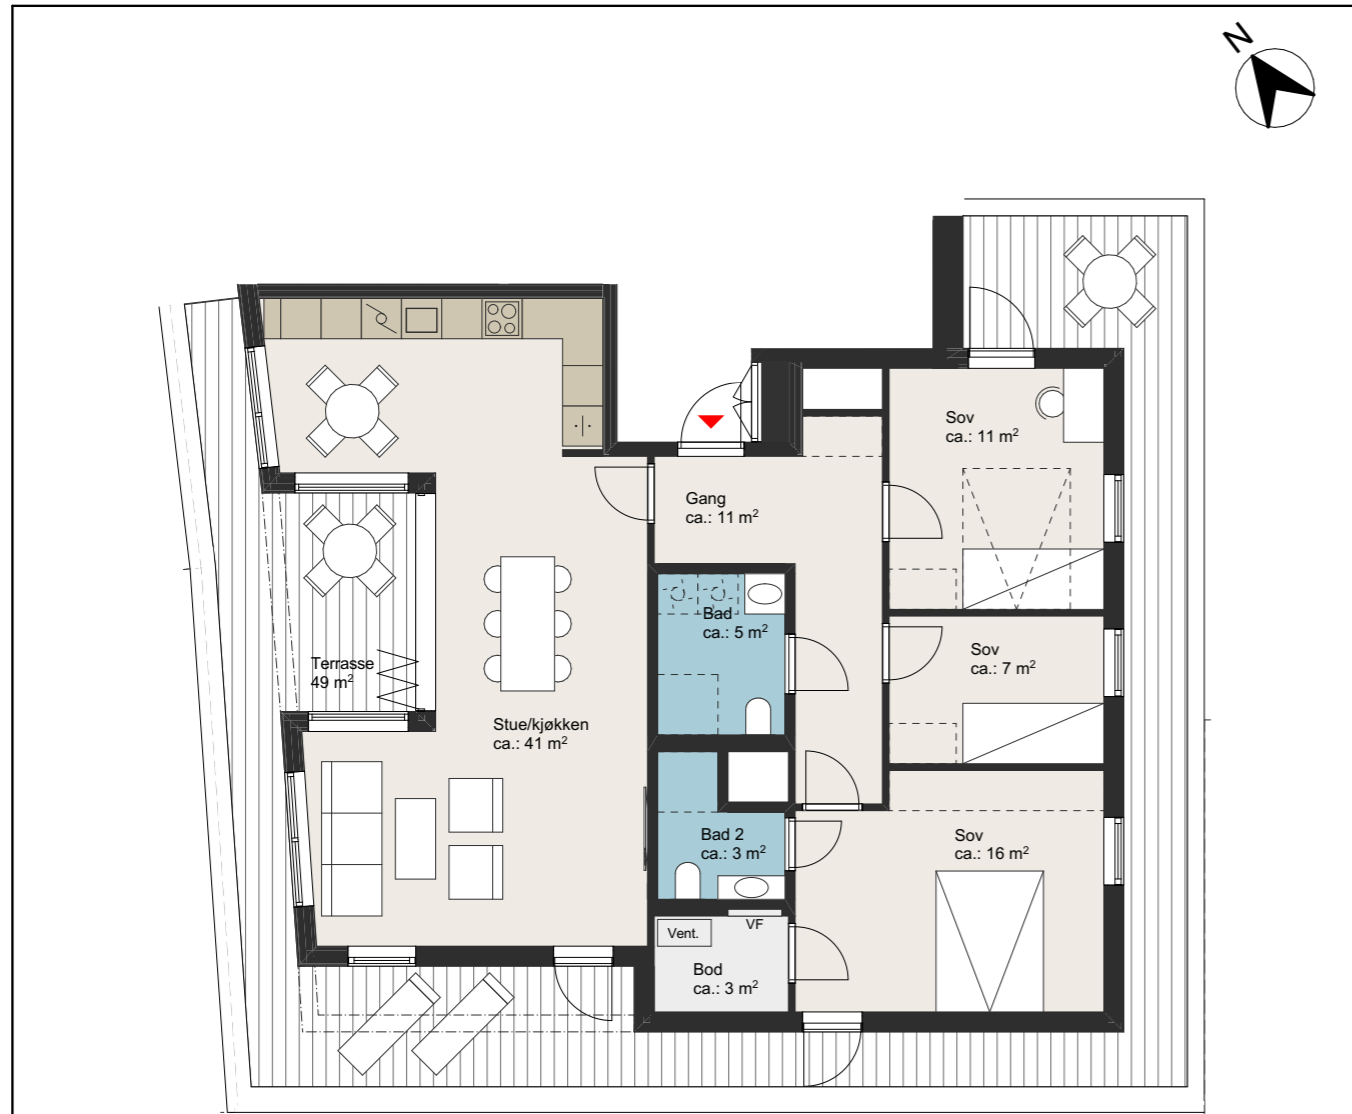 N
Sov
ca.: 11 m²
Gang
ca.: 11 m²
Bad
ca.: 5 m²
Sov
ca.: 7 m²
Terrasse
49 m²
Stue/kjøkken
ca.: 41 m²
Bad 2
ca.: 3 m²
Sov
ca.: 16 m²
Vent.
VF
Bod
ca.: 3 m²